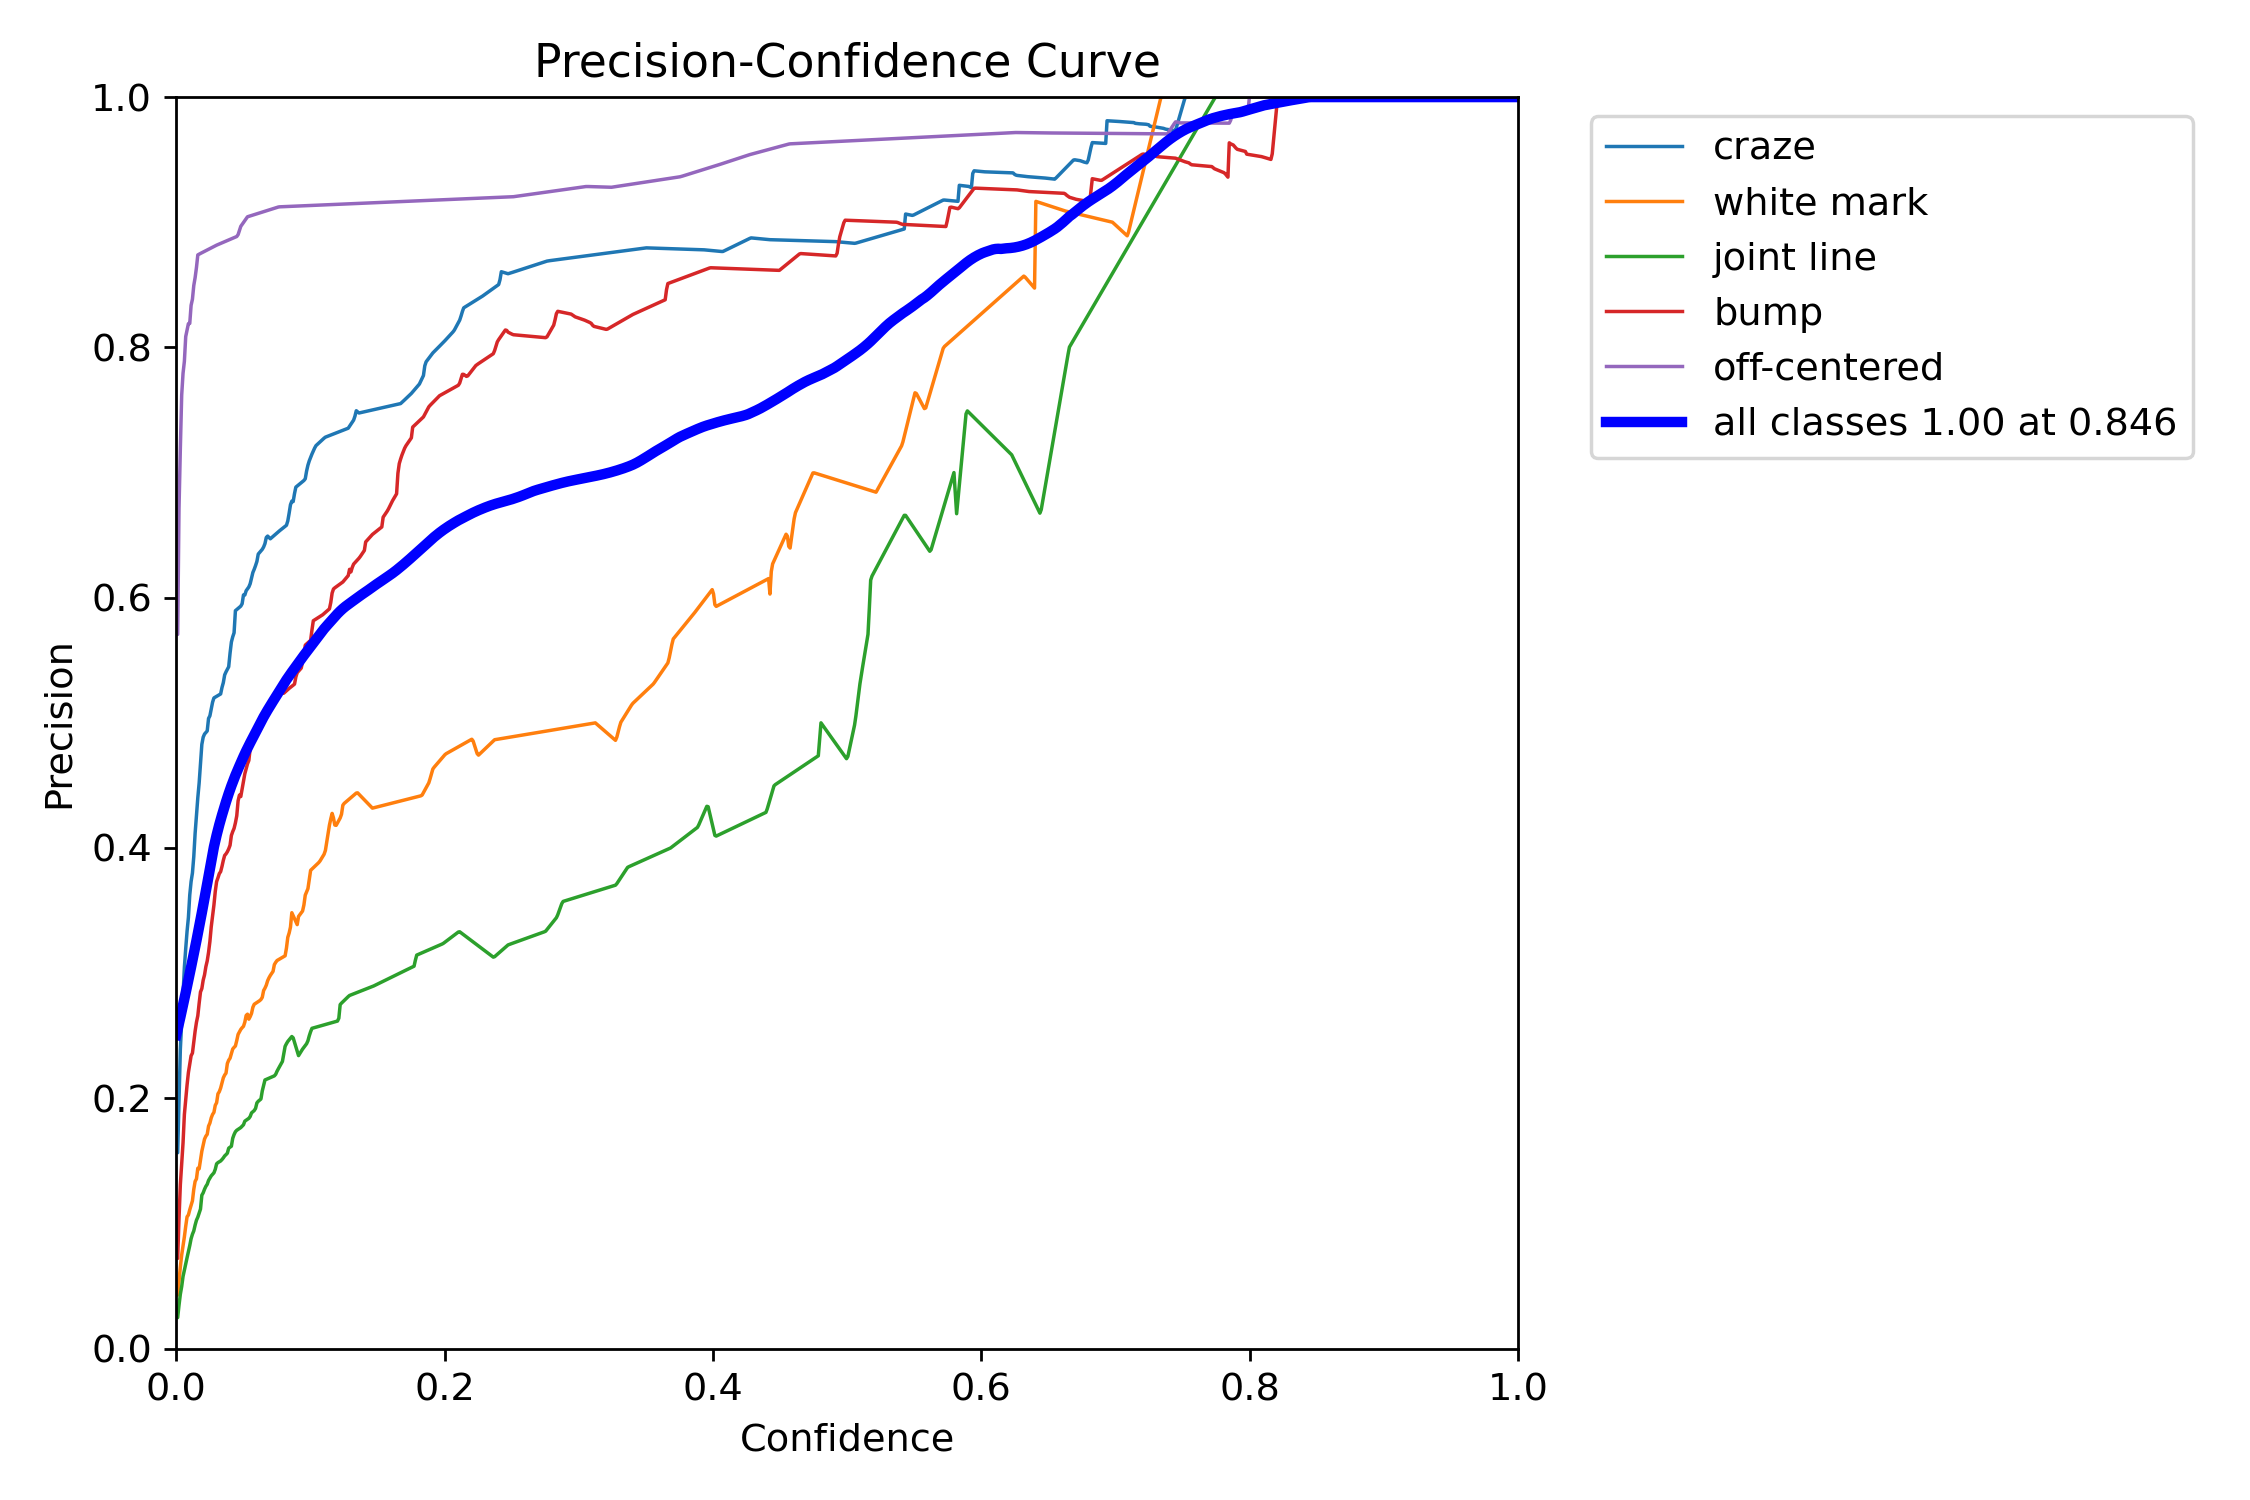 Precision-Confidence Curve
1.0
0.8
0.6
0.4
0.2
0.0
Precision
0.0 0.2 0.4 0.6 0.8 1.0
Confidence
craze
white mark
joint line
bump
off-centered
all classes 1.00 at 0.846